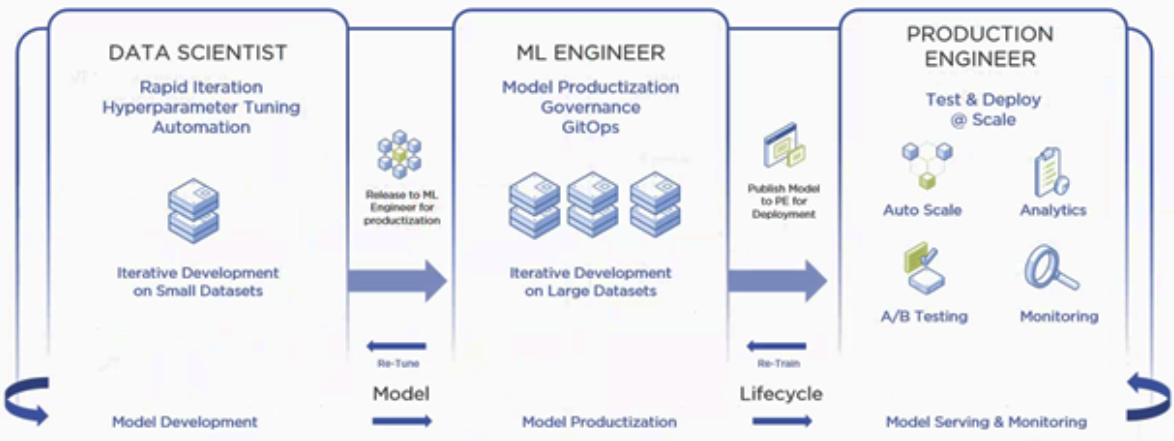 DATA SCIENTIST
Rapid Iteration
Hyperparameter Tuning
Automation
Iterative Development
on Small Datasets
Release to ML
Engineer for
productization
ML ENGINEER
Model Productization
Governance
GitOps
Iterative Development
on Large Datasets
Publish Model
to PE for
Deployment
PRODUCTION
ENGINEER
Test & Deploy
@ Scale
Auto Scale
Analytics
A/B Testing
Monitoring
Re-Tune
Re-Train
Model
Lifecycle
Model Development
Model Productization
Model Serving & Monitoring